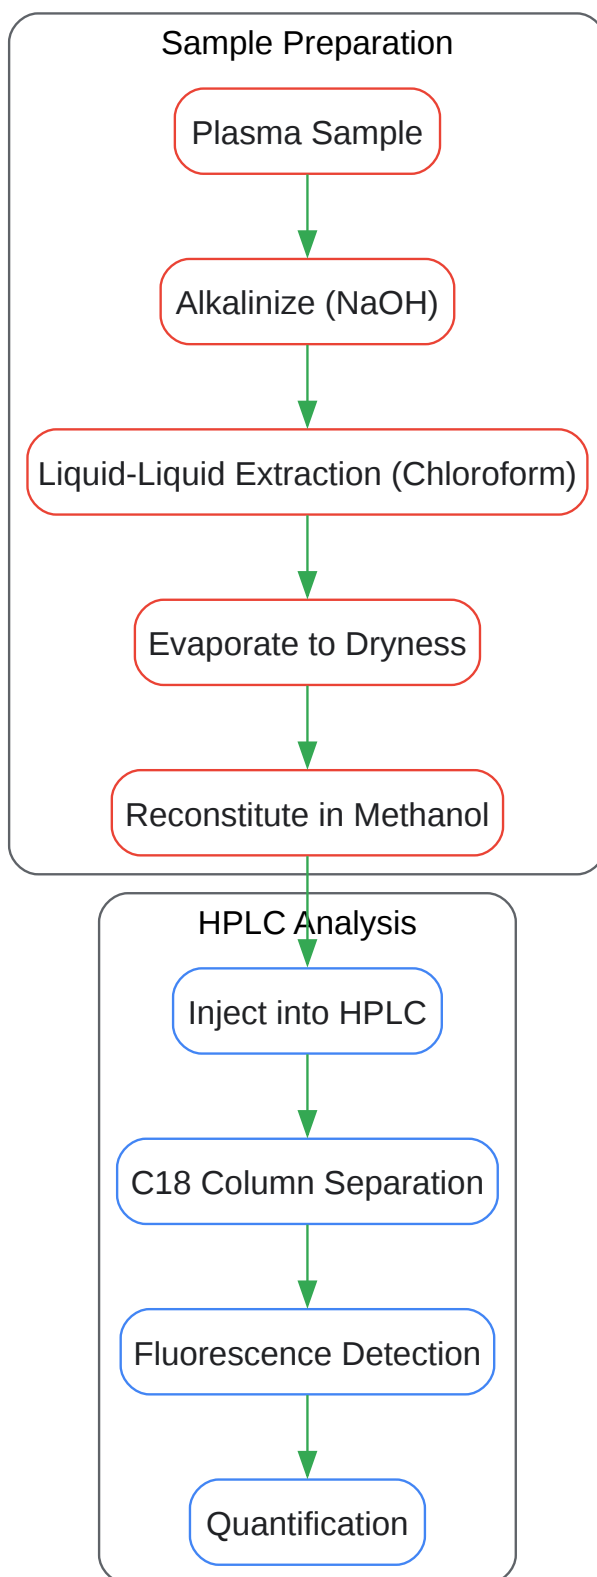 Sample Preparation
Plasma Sample
Alkalinize (NaOH)
Liquid-Liquid Extraction (Chloroform)
Evaporate to Dryness
Reconstitute in Methanol
HPLC Analysis
Inject into HPLC
C18 Column Separation
Fluorescence Detection
Quantification